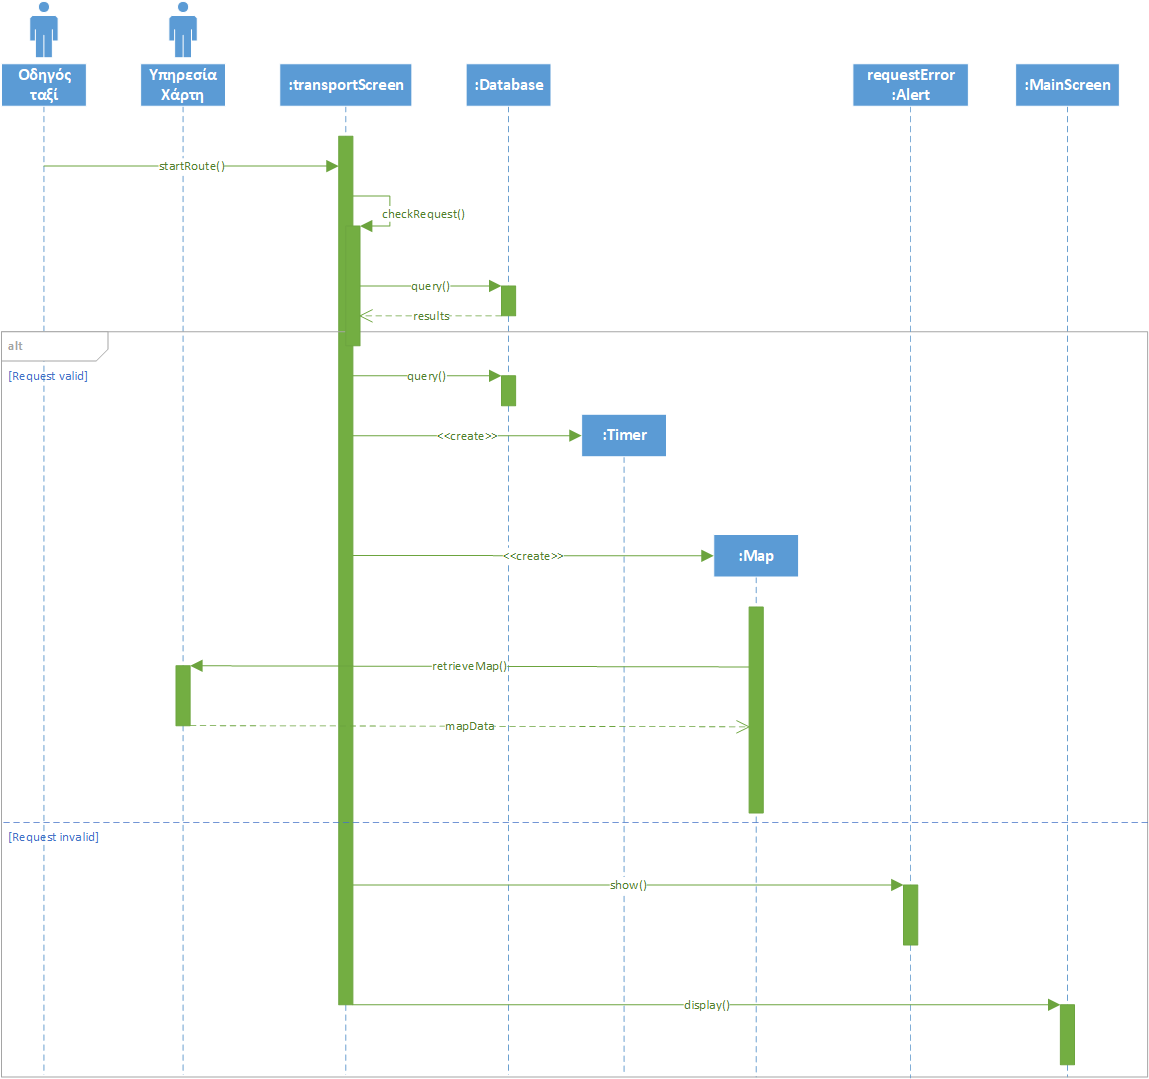 Οδηγός
ταξί
Υπηρεσία
Χάρτη
:transportScreen
:Database
requestError
:Alert
:MainScreen
startRoute()
checkRequest()
query()
results
alt
[Request valid]
query()
<<create>>
:Timer
<<create>>
:Map
retrieveMap()
mapData
[Request invalid]
show()
display()